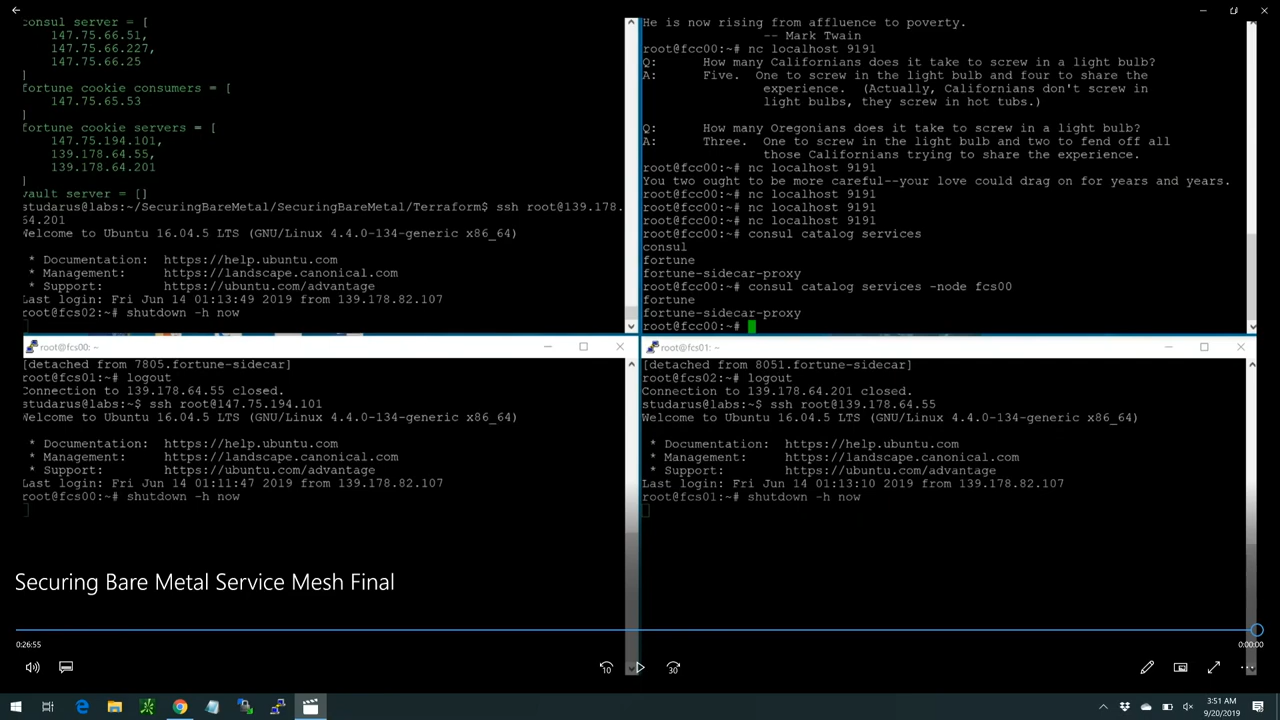 consul server = [
147.75.66.51,
147.75.66.227,
147.75.66.25
]
fortune cookie consumers = [
147.75.65.53
]
fortune cookie servers = [
147.75.194.101,
139.178.64.55,
139.178.64.201
]
vault server = []
studarus@labs:~/SecuringBareMetal/SecuringBareMetal/Terraform$ ssh root@139.178.
64.201
Welcome to Ubuntu 16.04.5 LTS (GNU/Linux 4.4.0-134-generic x86_64)
* Documentation: https://help.ubuntu.com
* Management: https://landscape.canonical.com
* Support: https://ubuntu.com/advantage
Last login: Fri Jun 14 01:13:49 2019 from 139.178.82.107
root@fcs02:~# shutdown -h now
He is now rising from affluence to poverty.
-- Mark Twain
root@fcc00:~# nc localhost 9191
Q: How many Californians does it take to screw in a light bulb?
A: Five. One to screw in the light bulb and four to share the
experience. (Actually, Californians don't screw in
light bulbs, they screw in hot tubs.)
Q: How many Oregonians does it take to screw in a light bulb?
A: Three. One to screw in the light bulb and two to fend off all
those Californians trying to share the experience.
root@fcc00:~# nc localhost 9191
You two ought to be more careful--your love could drag on for years and years.
root@fcc00:~# nc localhost 9191
root@fcc00:~# nc localhost 9191
root@fcc00:~# nc localhost 9191
root@fcc00:~# consul catalog services
consul
fortune
fortune-sidecar-proxy
root@fcc00:~# consul catalog services -node fcs00
fortune
fortune-sidecar-proxy
root@fcc00:~#
root@fcs00: ~
[detached from 7805.fortune-sidecar]
root@fcs01:~# logout
Connection to 139.178.64.55 closed.
studarus@labs:~$ ssh root@147.75.194.101
Welcome to Ubuntu 16.04.5 LTS (GNU/Linux 4.4.0-134-generic x86_64)
* Documentation: https://help.ubuntu.com
* Management: https://landscape.canonical.com
* Support: https://ubuntu.com/advantage
Last login: Fri Jun 14 01:11:47 2019 from 139.178.82.107
root@fcs00:~# shutdown -h now
root@fcs01: ~
[detached from 8051.fortune-sidecar]
root@fcs02:~# logout
Connection to 139.178.64.201 closed.
studarus@labs:~$ ssh root@139.178.64.55
Welcome to Ubuntu 16.04.5 LTS (GNU/Linux 4.4.0-134-generic x86_64)
* Documentation: https://help.ubuntu.com
* Management: https://landscape.canonical.com
* Support: https://ubuntu.com/advantage
Last login: Fri Jun 14 01:13:10 2019 from 139.178.82.107
root@fcs01:~# shutdown -h now
Securing Bare Metal Service Mesh Final
0:26:55
0:00:00
10
30
3:51 AM
9/20/2019